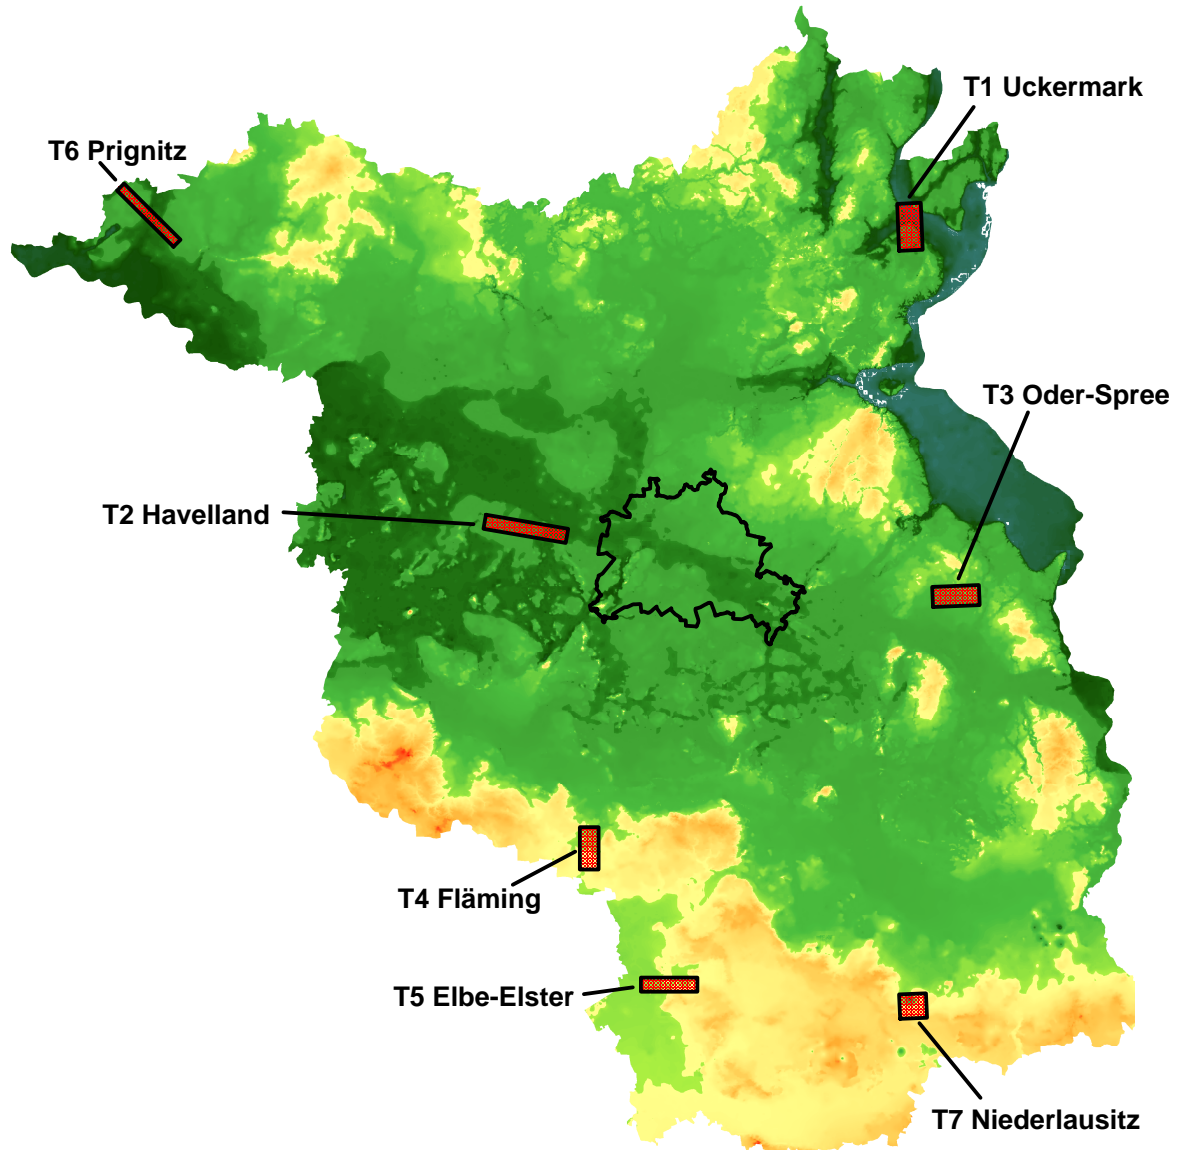 T1 Uckermark
T6 Prignitz
T3 Oder-Spree
T2 Havelland
T4 Fläming
T5 Elbe-Elster
T7 Niederlausitz